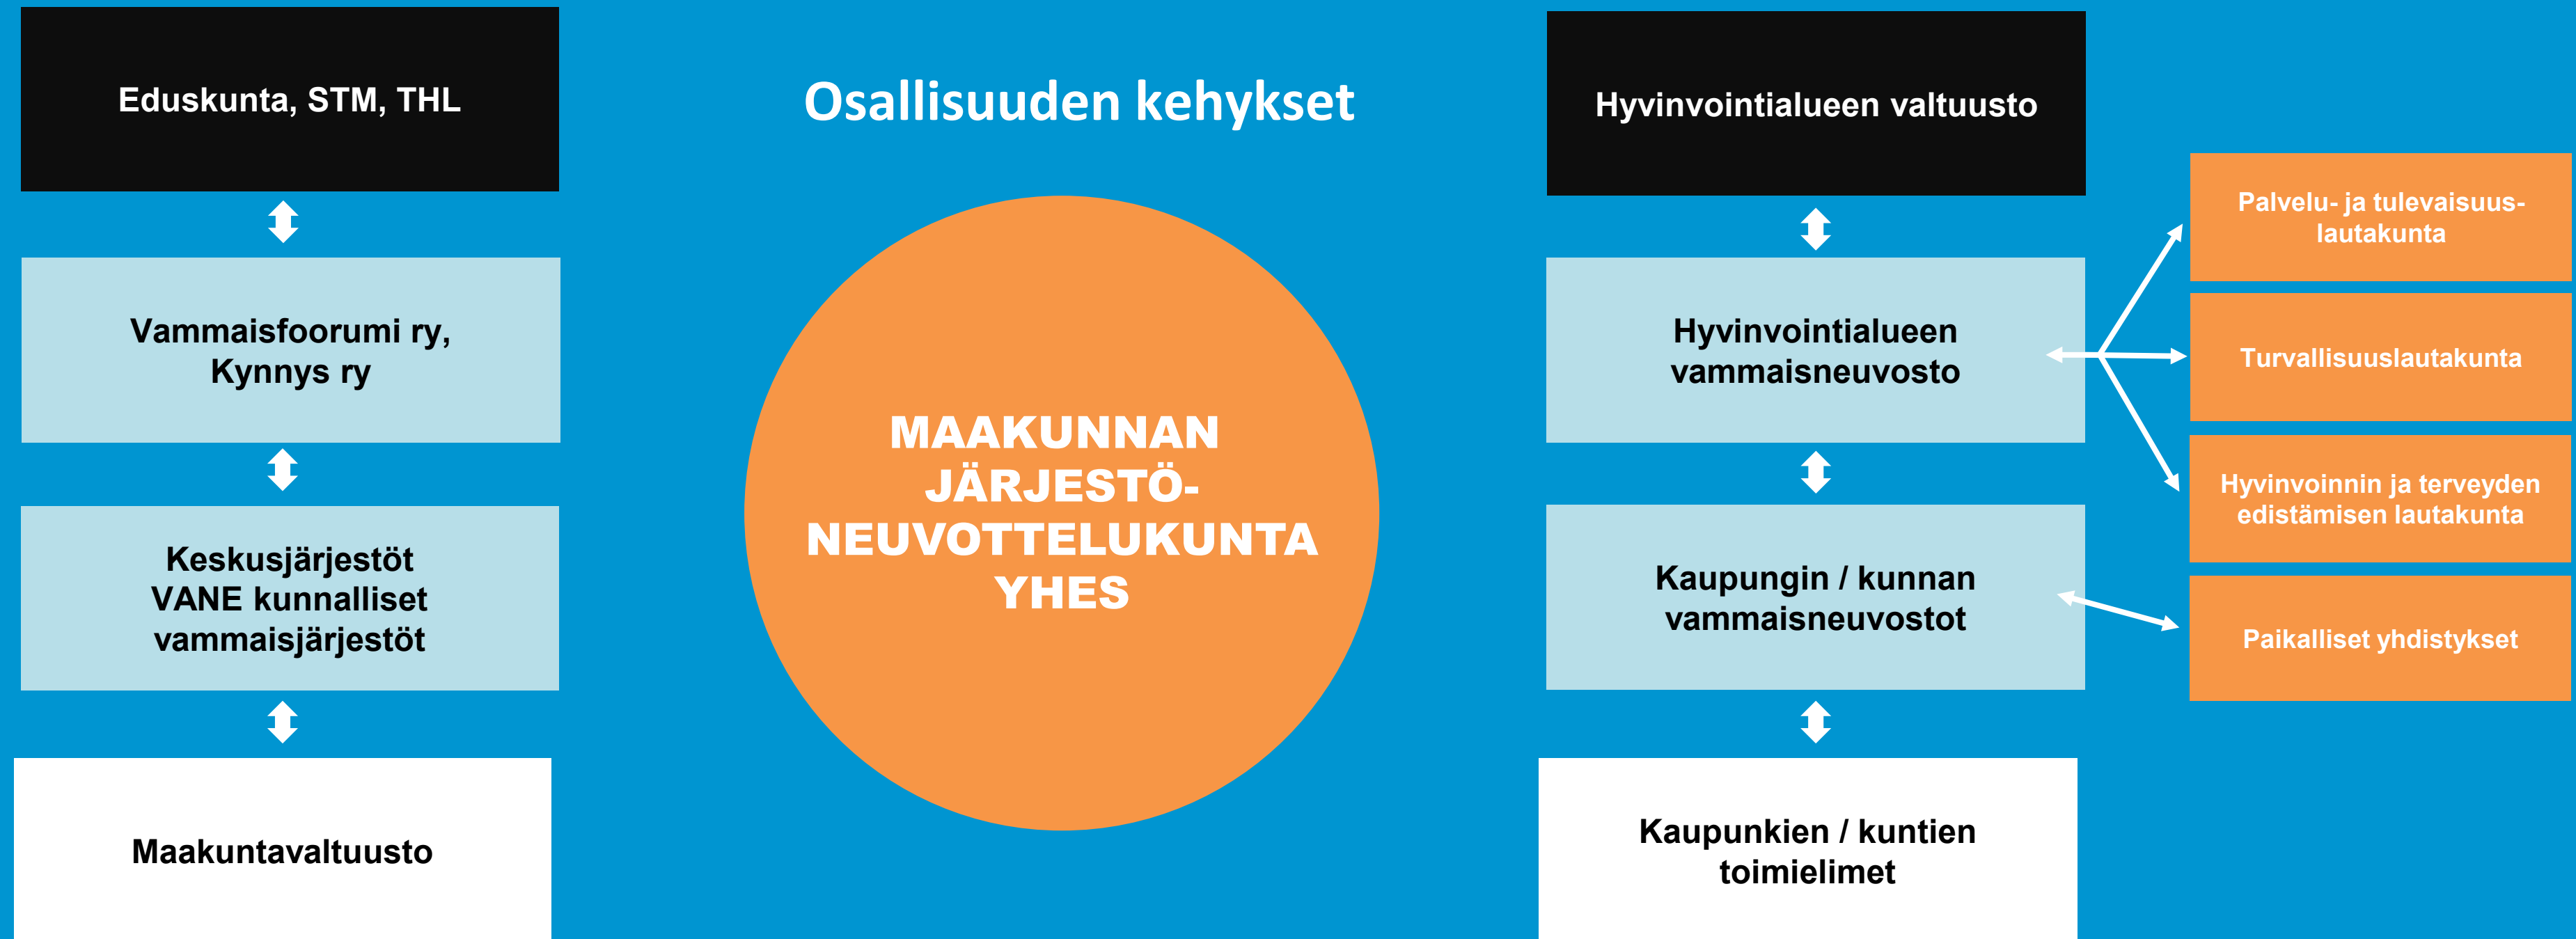 Osallisuuden kehykset
Eduskunta, STM, THL
Vammaisfoorumi ry,
Kynnys ry
Keskusjärjestöt
VANE kunnalliset
vammaisjärjestöt
Maakuntavaltuusto
MAAKUNNAN
JÄRJESTÖ-
NEUVOTTELUKUNTA
YHES
Hyvinvointialueen valtuusto
Hyvinvointialueen
vammaisneuvosto
Kaupungin / kunnan
vammaisneuvostot
Kaupunkien / kuntien
toimielimet
Palvelu- ja tulevaisuus-
lautakunta
Turvallisuuslautakunta
Hyvinvoinnin ja terveyden
edistämisen lautakunta
Paikalliset yhdistykset